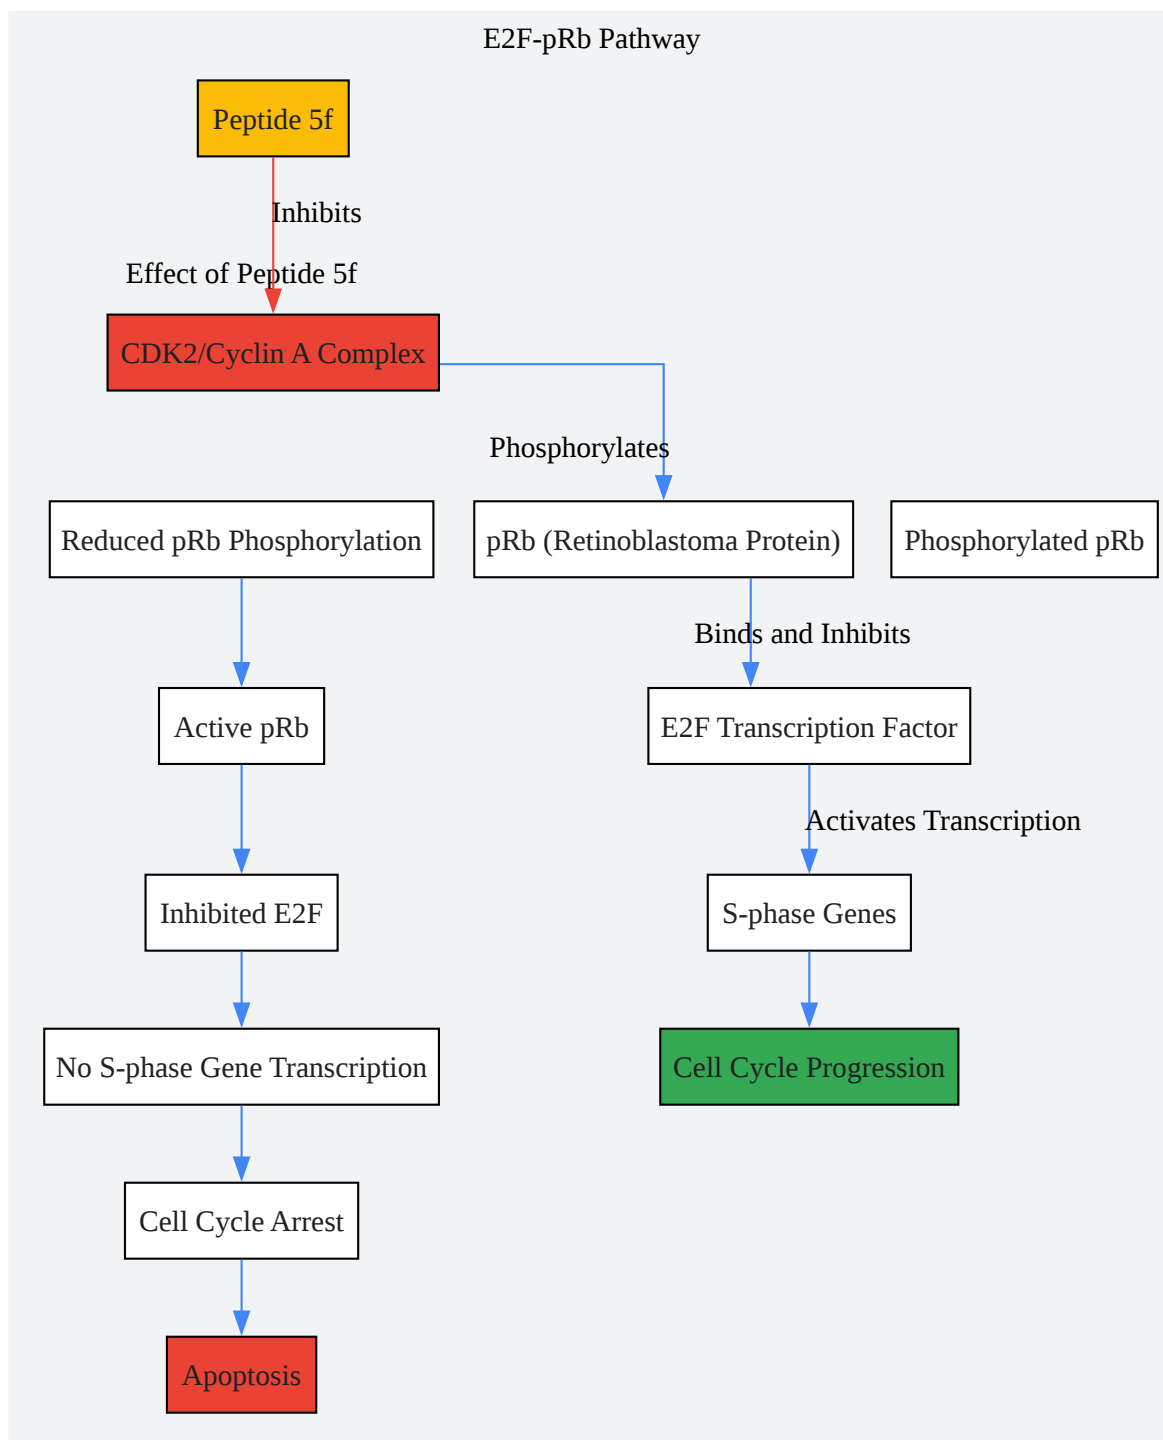 E2F-pRb Pathway
Peptide 5f
Inhibits
Effect of Peptide 5f
CDK2/Cyclin A Complex
Phosphorylates
Reduced pRb Phosphorylation
pRb (Retinoblastoma Protein)
Phosphorylated pRb
Binds and Inhibits
Active pRb
E2F Transcription Factor
Activates Transcription
Inhibited E2F
S-phase Genes
No S-phase Gene Transcription
Cell Cycle Progression
Cell Cycle Arrest
Apoptosis